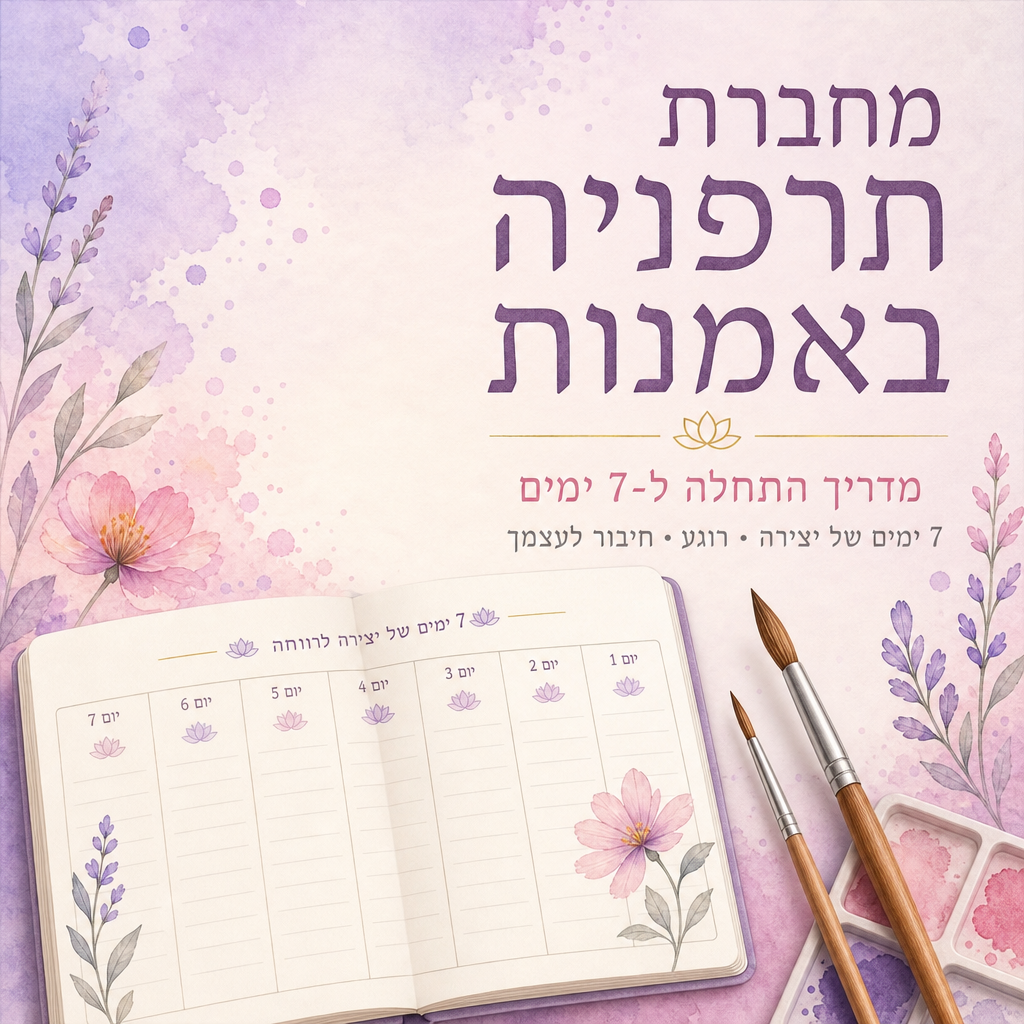 מחברת
תרפניה
באמנות
מדריך התחלה ל-7 ימים
7 ימים של יצירה • רוגע • חיבור לעצמך
7 ימים של יצירה לרווחה
יום 1
יום 2
יום 3
יום 4
יום 5
יום 6
יום 7